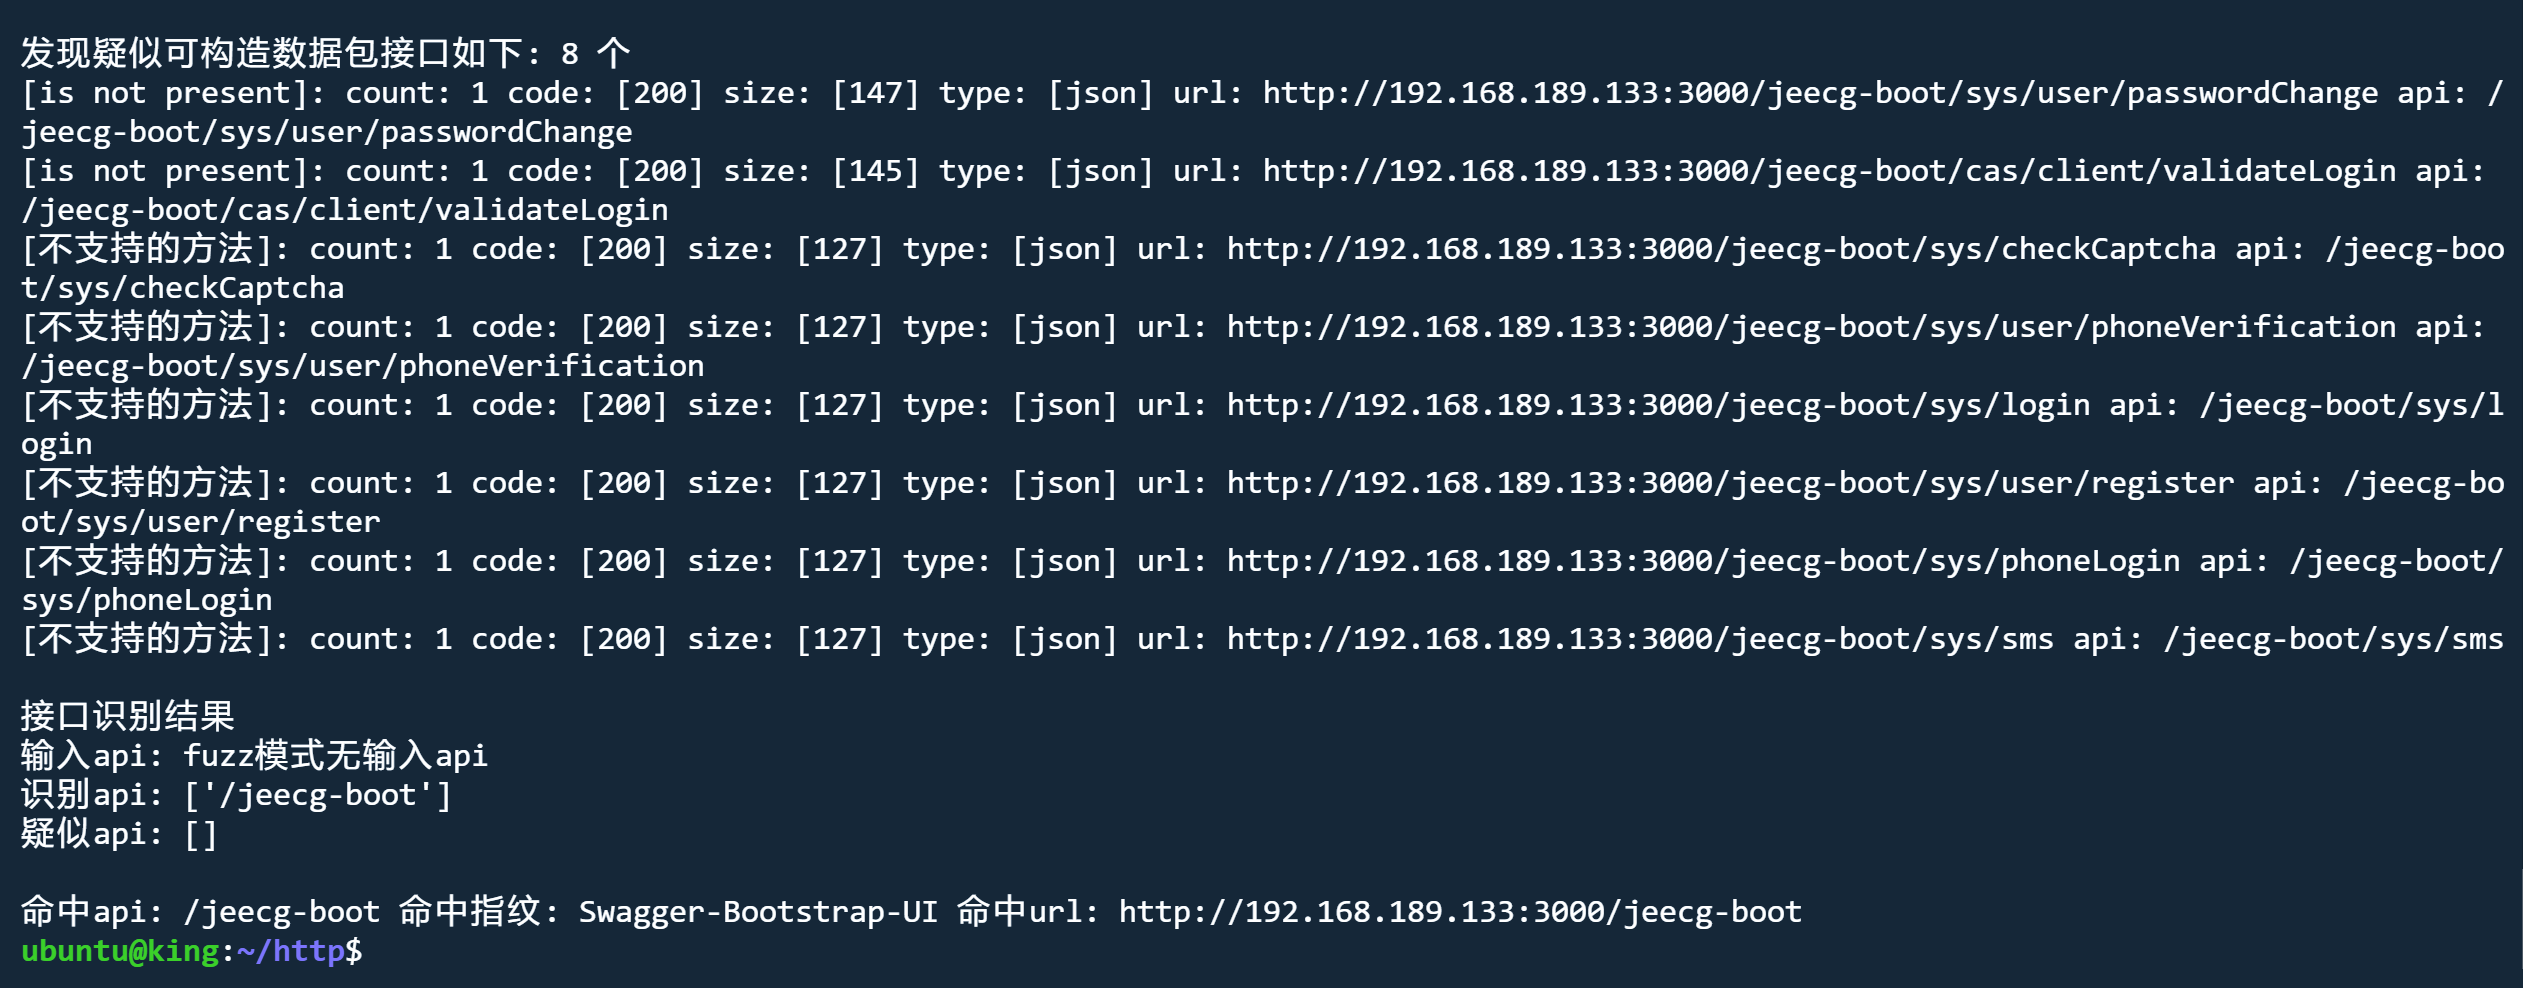 发现疑似可构造数据包接口如下: 8 个
[is not present]: count: 1 code: [200] size: [147] type: [json] url: http://192.168.189.133:3000/jeecg-boot/sys/user/passwordChange api: /
jeecg-boot/sys/user/passwordChange
[is not present]: count: 1 code: [200] size: [145] type: [json] url: http://192.168.189.133:3000/jeecg-boot/cas/client/validateLogin api:
/jeecg-boot/cas/client/validateLogin
[不支持的方法]: count: 1 code: [200] size: [127] type: [json] url: http://192.168.189.133:3000/jeecg-boot/sys/checkCaptcha api: /jeecg-boo
t/sys/checkCaptcha
[不支持的方法]: count: 1 code: [200] size: [127] type: [json] url: http://192.168.189.133:3000/jeecg-boot/sys/user/phoneVerification api:
/jeecg-boot/sys/user/phoneVerification
[不支持的方法]: count: 1 code: [200] size: [127] type: [json] url: http://192.168.189.133:3000/jeecg-boot/sys/login api: /jeecg-boot/sys/l
ogin
[不支持的方法]: count: 1 code: [200] size: [127] type: [json] url: http://192.168.189.133:3000/jeecg-boot/sys/user/register api: /jeecg-bo
ot/sys/user/register
[不支持的方法]: count: 1 code: [200] size: [127] type: [json] url: http://192.168.189.133:3000/jeecg-boot/sys/phoneLogin api: /jeecg-boot/
sys/phoneLogin
[不支持的方法]: count: 1 code: [200] size: [127] type: [json] url: http://192.168.189.133:3000/jeecg-boot/sys/sms api: /jeecg-boot/sys/sms
接口识别结果
输入api: fuzz模式无输入api
识别api: ['/jeecg-boot']
疑似api: []
命中api: /jeecg-boot 命中指纹: Swagger-Bootstrap-UI 命中url: http://192.168.189.133:3000/jeecg-boot
ubuntu@king:~/http$